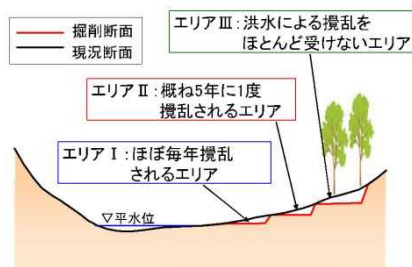 掘削断面
現況断面
エリアⅢ：洪水による攪乱を
ほとんど受けないエリア
エリアⅡ：概ね5年に1度
攪乱されるエリア
エリアⅠ：ほぼ毎年攪乱
されるエリア
▽平水位